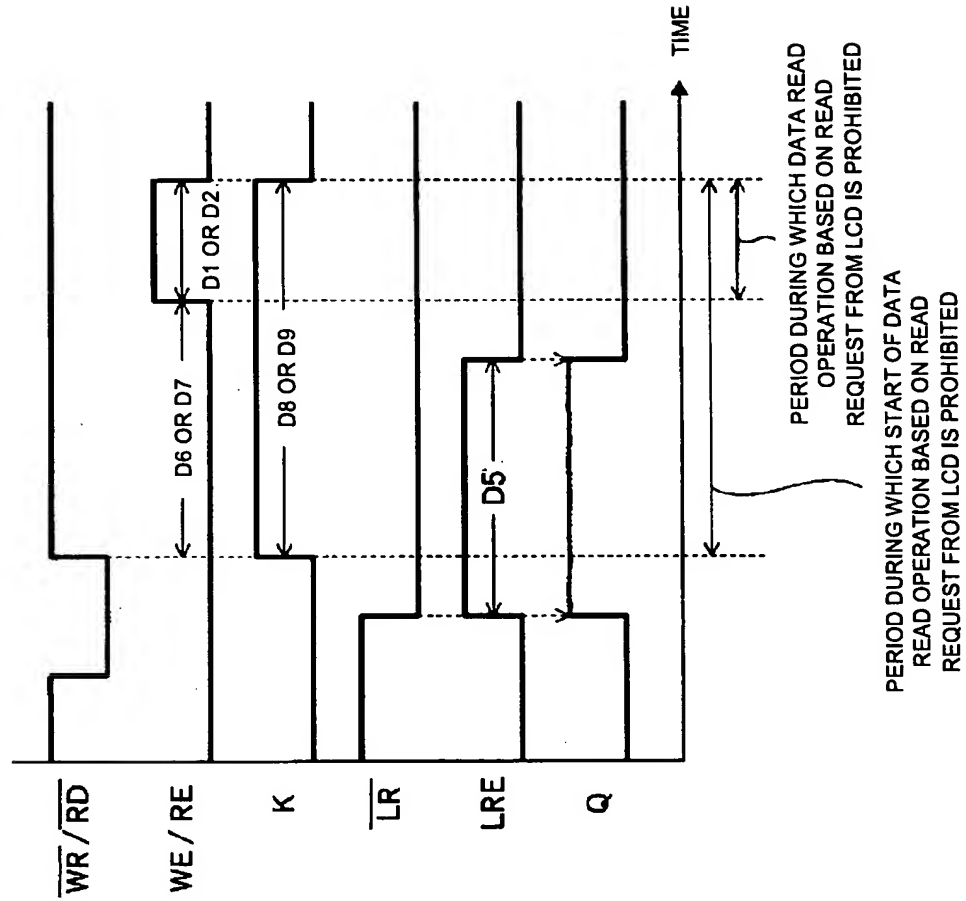 WR / RD
WE / RE
K
LR
LRE
Q
D1 OR D2
D6 OR D7
D8 OR D9
D5
TIME
PERIOD DURING WHICH DATA READ
OPERATION BASED ON READ
REQUEST FROM LCD IS PROHIBITED
PERIOD DURING WHICH START OF DATA
READ OPERATION BASED ON READ
REQUEST FROM LCD IS PROHIBITED